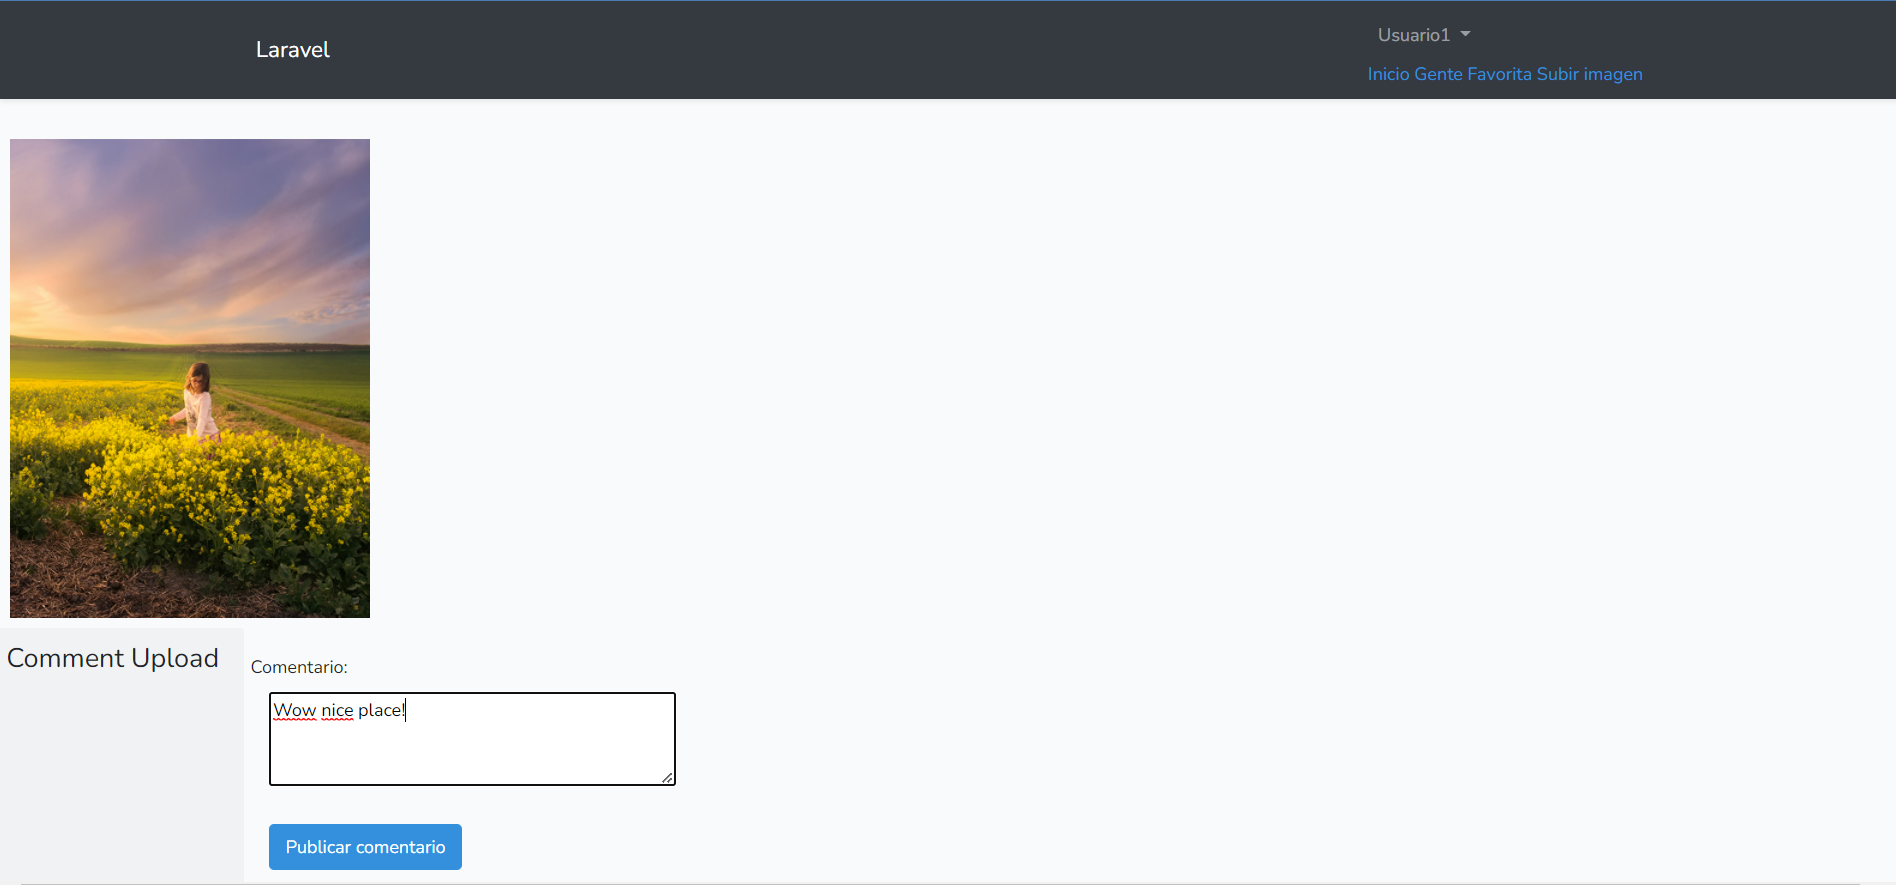 Laravel
Usuario1
Inicio Gente Favorita Subir imagen
Comment Upload
Comentario:
Wow nice place!
Publicar comentario